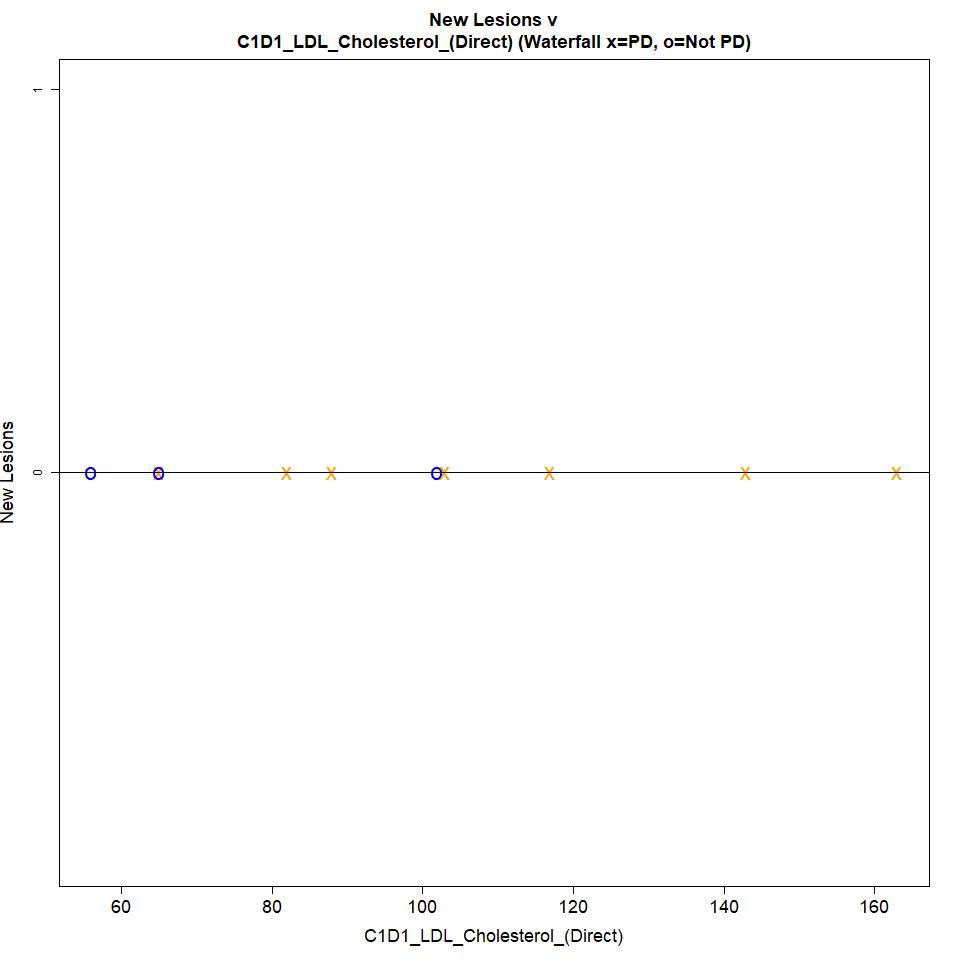 New Lesions v
C1D1_LDL_Cholesterol_(Direct) (Waterfall x=PD, o=Not PD)
1
New Lesions
0
o o x x x o x x x x
60 80 100 120 140 160
C1D1_LDL_Cholesterol_(Direct)